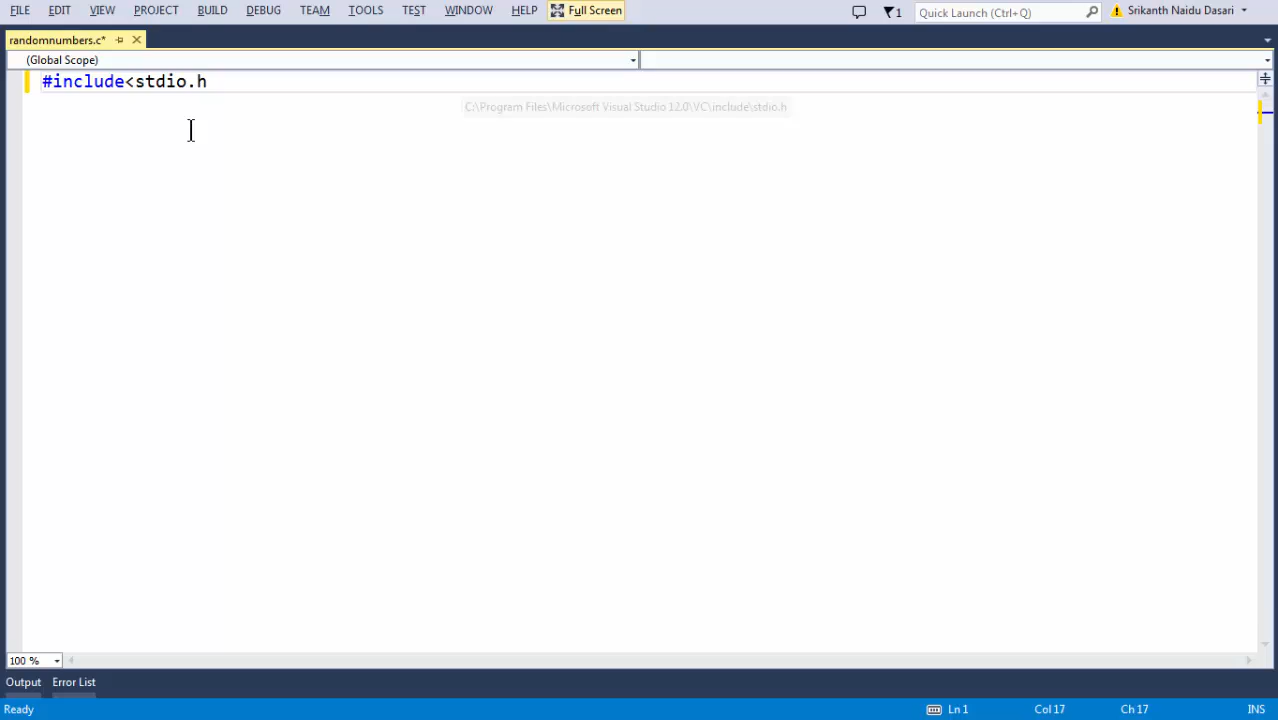 FILE EDIT VIEW PROJECT BUILD DEBUG TEAM TOOLS TEST WINDOW HELP Full Screen 1 Quick Launch (Ctrl+Q) Srikanth Naidu Dasari
randomnumbers.c*
(Global Scope)
#include<stdio.h
C:\Program Files\Microsoft Visual Studio 12.0\VC\include\stdio.h
100 %
Output Error List
Ready Ln 1 Col 17 Ch 17 INS